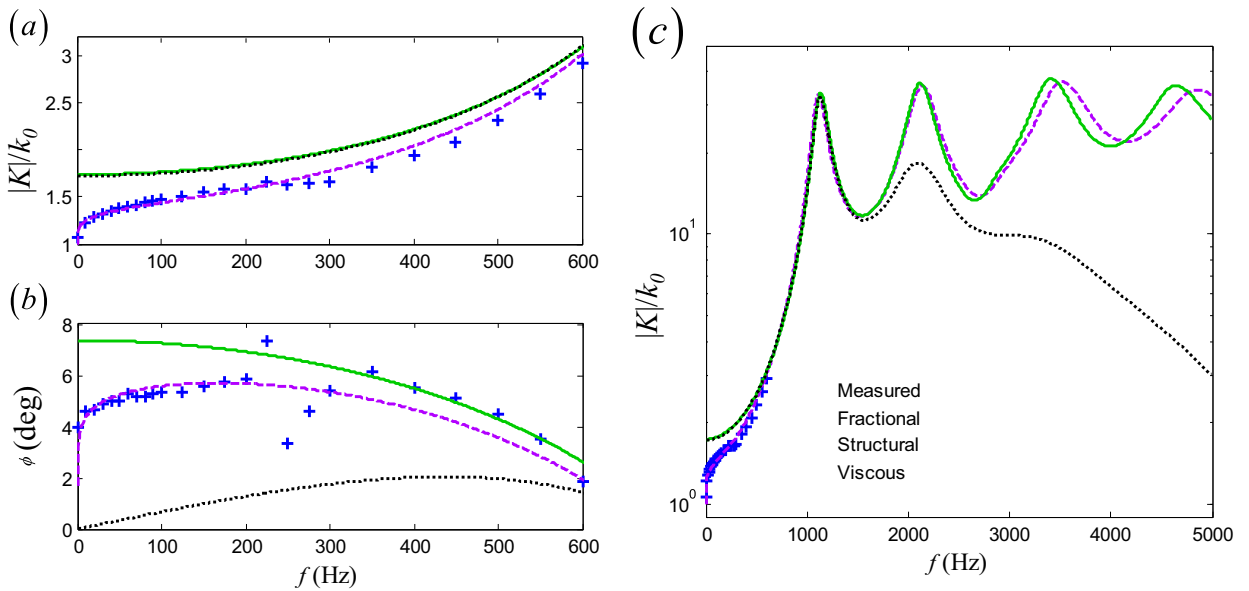 (a)
3
2.5
2
1.5
1
|K|/k0
0 100 200 300 400 500 600
(b)
8
6
4
2
0
ϕ (deg)
0 100 200 300 400 500 600
f (Hz)
(c)
10^1
10^0
|K|/k0
Measured
Fractional
Structural
Viscous
0 1000 2000 3000 4000 5000
f (Hz)